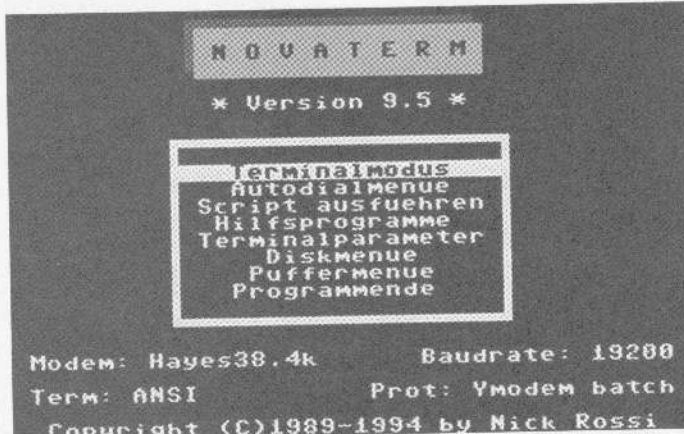 NOVATERM
* Version 9.5 *
Terminalmodus
Autodialmenue
Script ausfuehren
Hilfsprogramme
Terminalparameter
Diskmenue
Puffermenue
Programmende
Modem: Hayes38.4k Baudrate: 19200
Term: ANSI Prot: Ymodem batch
Copyright (C)1989-1994 by Nick Rossi